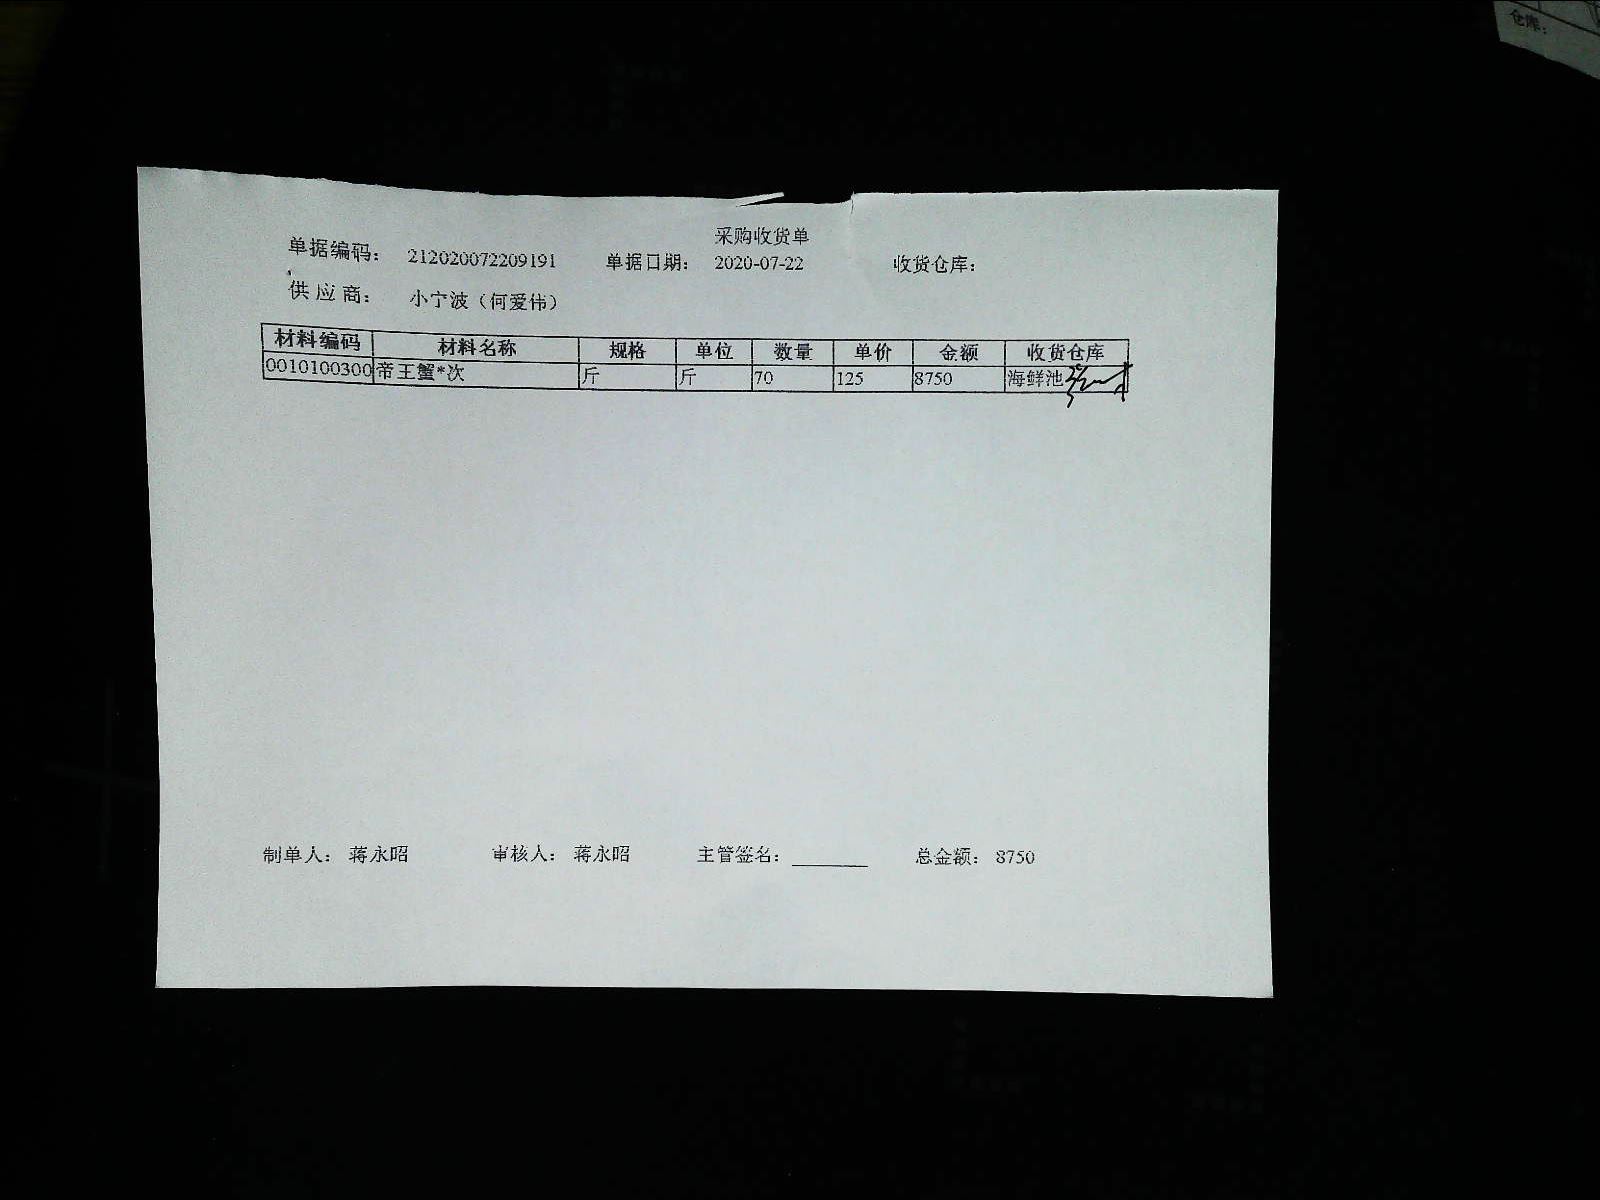 仓库：
采购收货单
单据编码： 212020072209191 单据日期： 2020-07-22 收货仓库：
供应商： 小宁波（何爱伟）
材料编码 材料名称 规格 单位 数量 单价 金额 收货仓库
0010100300 帝王蟹*次 斤 斤 70 125 8750 海鲜池
制单人： 蒋永昭 审核人： 蒋永昭 主管签名： 总金额： 8750